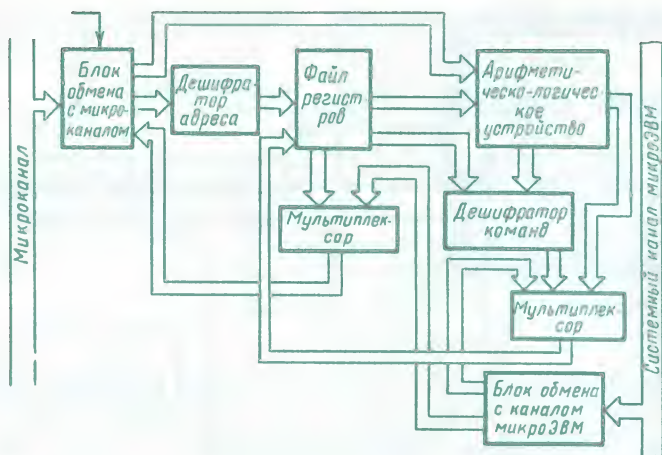 Микроканал
Блок
обмена
с микро-
каналом
Дешифра-
тор
адреса
Файл
регист-
ров
Арифмети-
ческо-логичес-
кое
устройство
Мультиплек-
сор
Дешифратор
команд
Мультиплек-
сор
Блок обмена
с каналом
микроЭВМ
Системный канал микроЭВМ